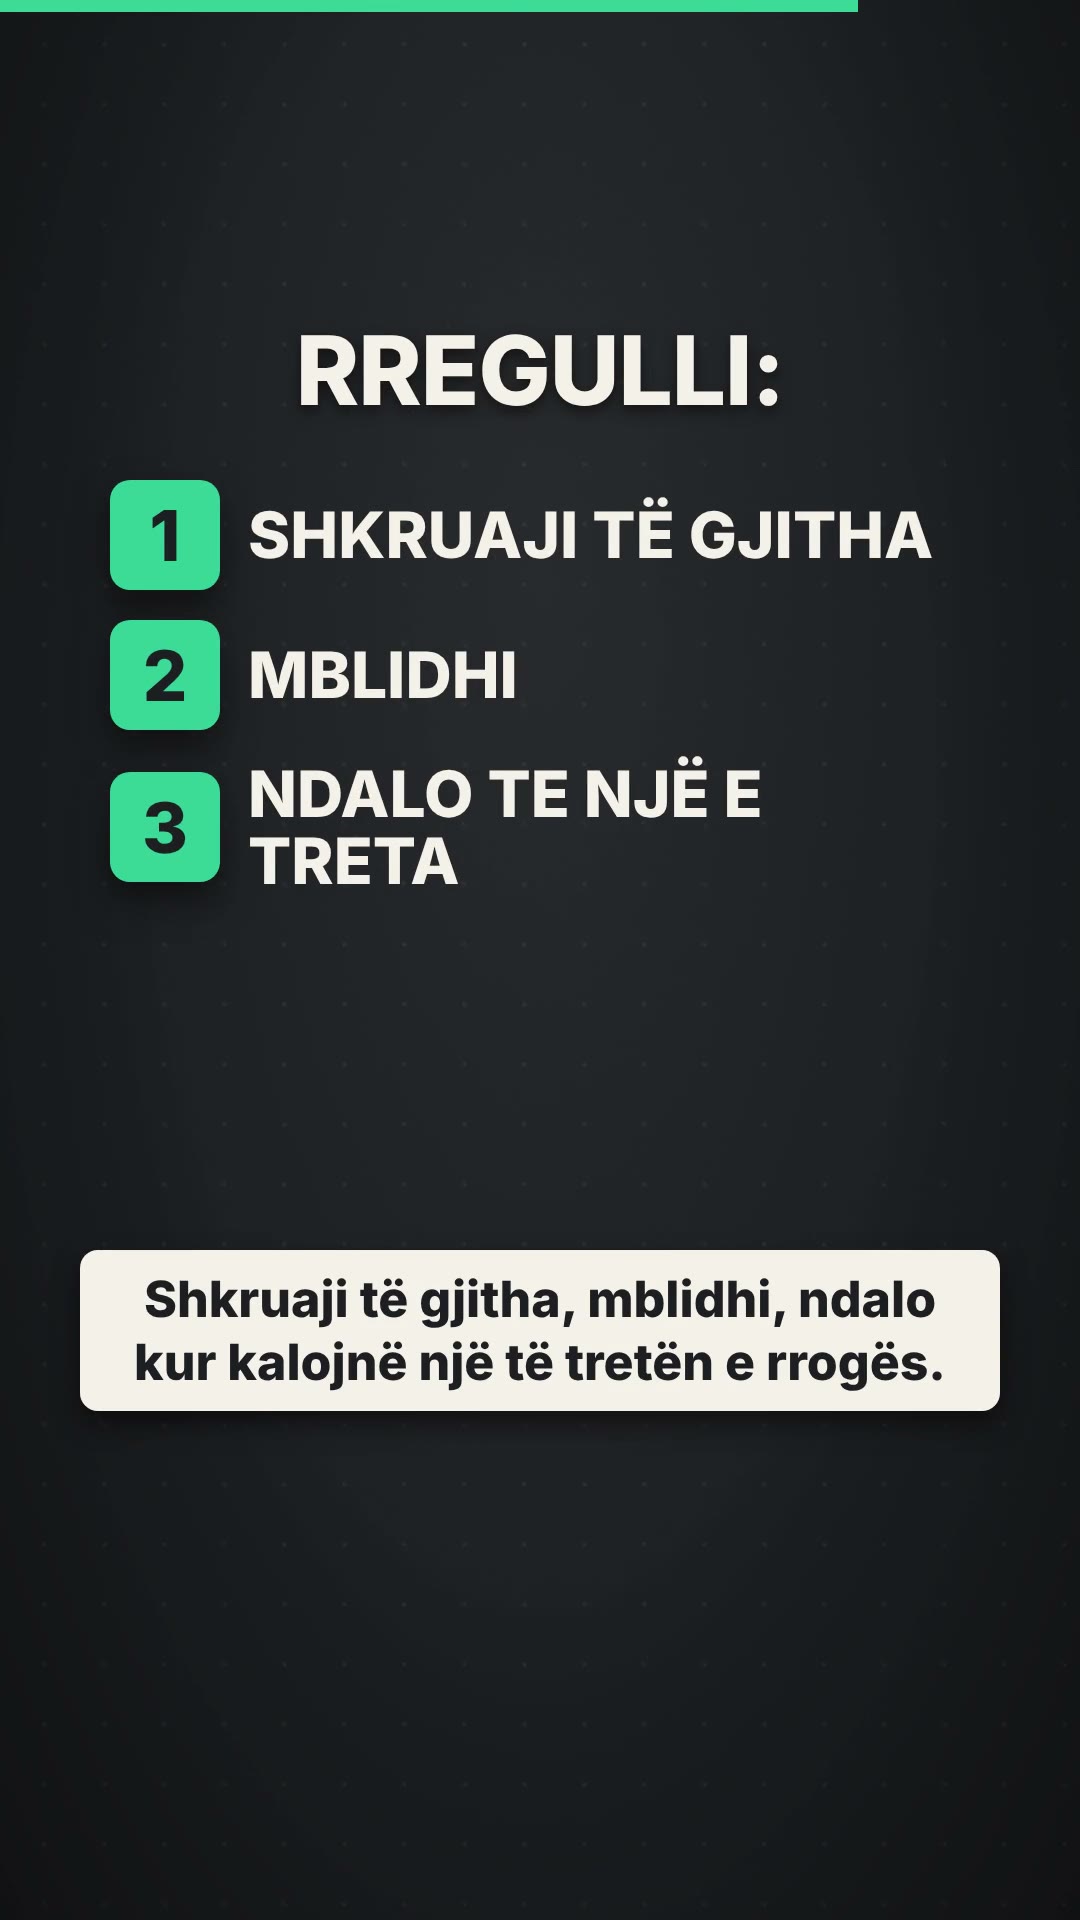 RREGULLI:
1 SHKRUAJI TË GJITHA
2 MBLIDHI
3 NDALO TE NJË E
TRETA
Shkruaji të gjitha, mblidhi, ndalo
kur kalojnë një të tretën e rrogës.